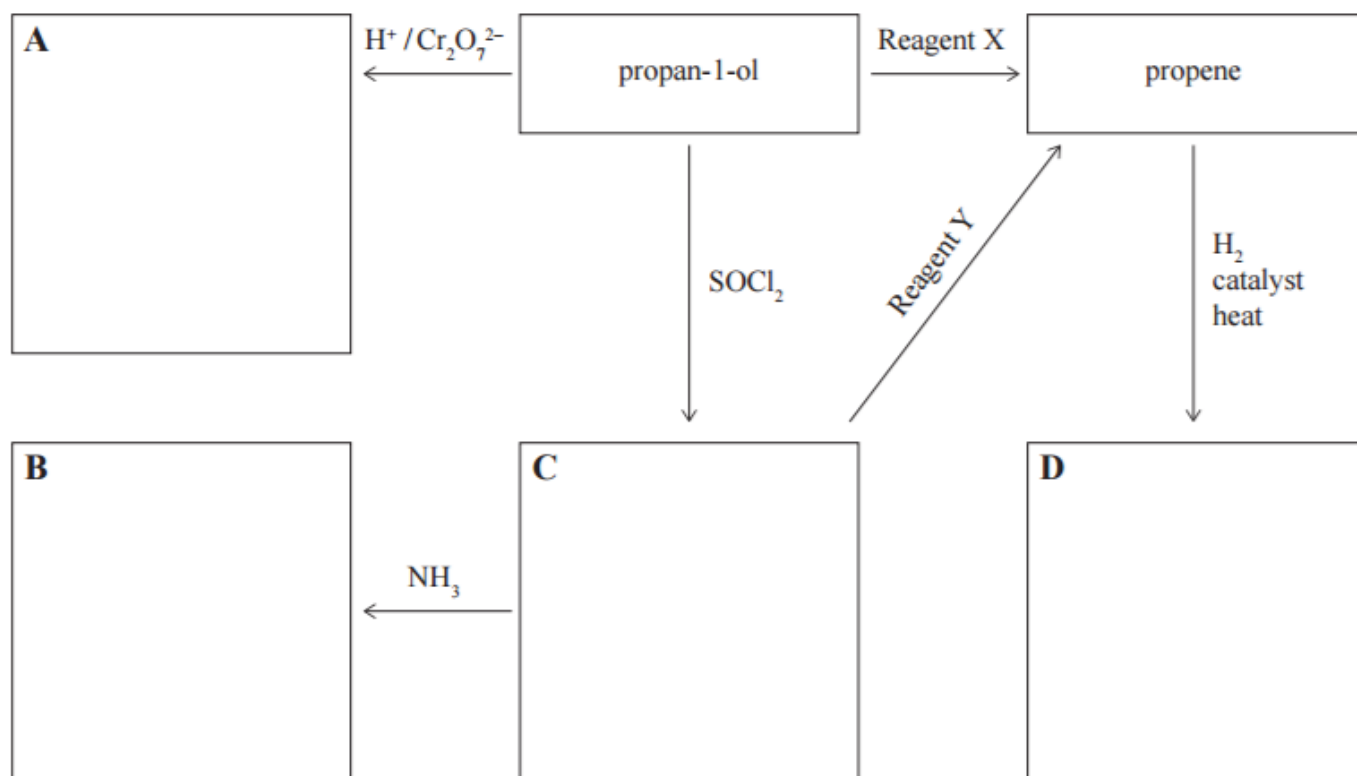 A
H⁺ / Cr₂O₇²⁻
propan-1-ol
Reagent X
propene
SOCl₂
Reagent Y
H₂
catalyst
heat
B
NH₃
C
D